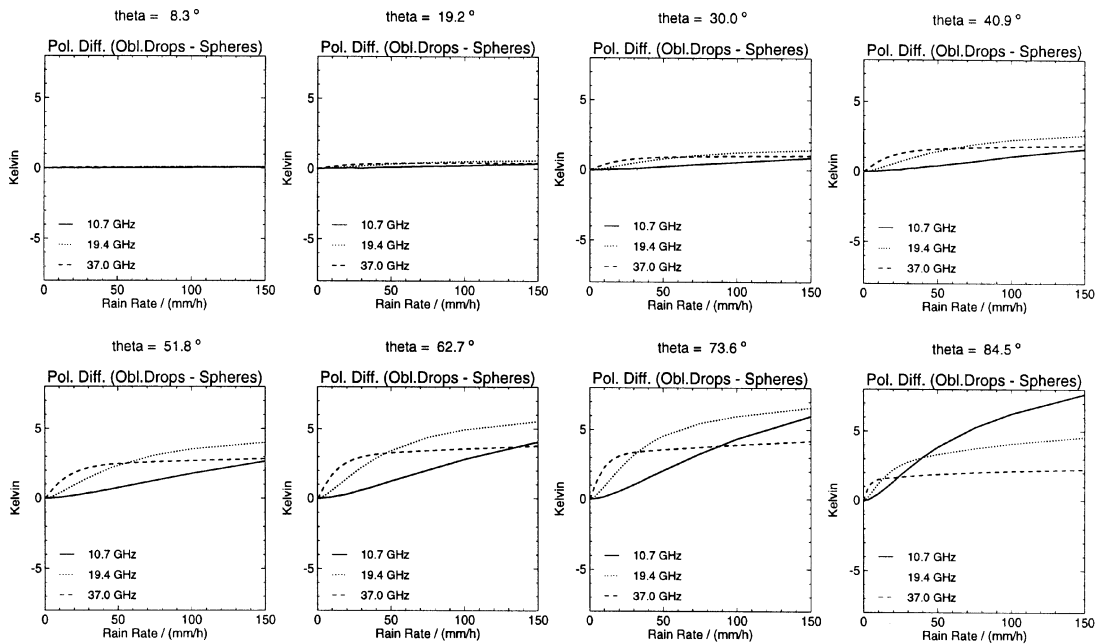 theta = 8.3 °
Pol. Diff. (Obl.Drops - Spheres)
5
0
-5
Kelvin
10.7 GHz
19.4 GHz
37.0 GHz
0 50 100 150
Rain Rate / (mm/h)
theta = 19.2 °
Pol. Diff. (Obl.Drops - Spheres)
5
0
-5
Kelvin
10.7 GHz
19.4 GHz
37.0 GHz
0 50 100 150
Rain Rate / (mm/h)
theta = 30.0 °
Pol. Diff. (Obl.Drops - Spheres)
5
0
-5
Kelvin
10.7 GHz
19.4 GHz
37.0 GHz
0 50 100 150
Rain Rate / (mm/h)
theta = 40.9 °
Pol. Diff. (Obl.Drops - Spheres)
5
0
-5
Kelvin
10.7 GHz
19.4 GHz
37.0 GHz
0 50 100 150
Rain Rate / (mm/h)
theta = 51.8 °
Pol. Diff. (Obl.Drops - Spheres)
5
0
-5
Kelvin
10.7 GHz
19.4 GHz
37.0 GHz
0 50 100 150
Rain Rate / (mm/h)
theta = 62.7 °
Pol. Diff. (Obl.Drops - Spheres)
5
0
-5
Kelvin
10.7 GHz
19.4 GHz
37.0 GHz
0 50 100 150
Rain Rate / (mm/h)
theta = 73.6 °
Pol. Diff. (Obl.Drops - Spheres)
5
0
-5
Kelvin
10.7 GHz
19.4 GHz
37.0 GHz
0 50 100 150
Rain Rate / (mm/h)
theta = 84.5 °
Pol. Diff. (Obl.Drops - Spheres)
5
0
-5
Kelvin
10.7 GHz
19.4 GHz
37.0 GHz
0 50 100 150
Rain Rate / (mm/h)